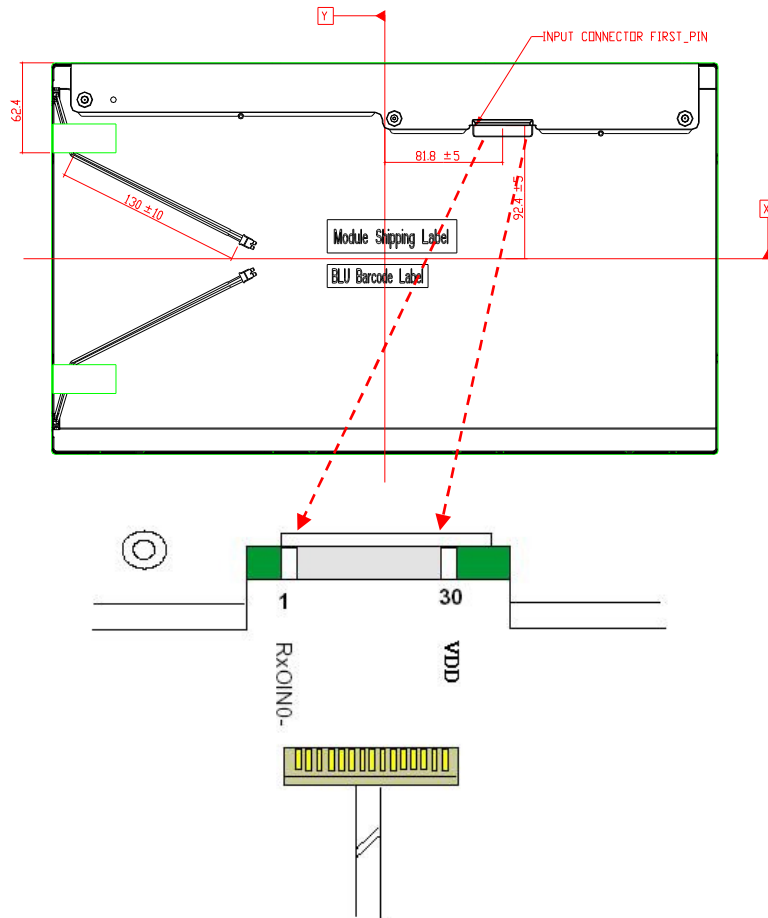 Y
INPUT CONNECTOR FIRST_PIN
62.4
81.8 ±5
92.4 ±5
130 ±10
X
Module Shipping Label
BLU Barcode Label
1
30
RxOIN0-
VDD